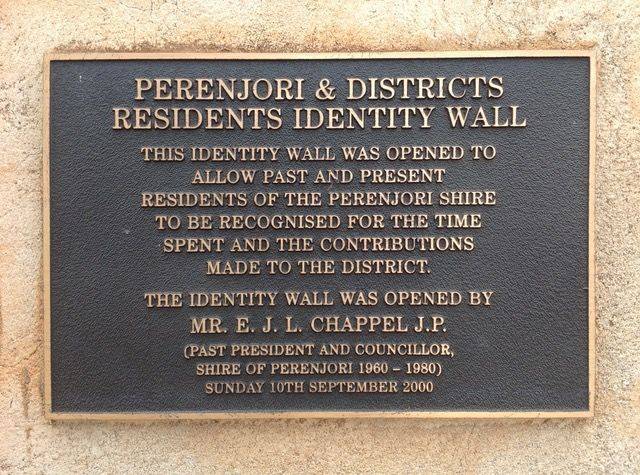 PERENJORI & DISTRICTS
RESIDENTS IDENTITY WALL
THIS IDENTITY WALL WAS OPENED TO
ALLOW PAST AND PRESENT
RESIDENTS OF THE PERENJORI SHIRE
TO BE RECOGNISED FOR THE TIME
SPENT AND THE CONTRIBUTIONS
MADE TO THE DISTRICT.
THE IDENTITY WALL WAS OPENED BY
MR. E. J. L. CHAPPEL J.P.
(PAST PRESIDENT AND COUNCILLOR,
SHIRE OF PERENJORI 1960 – 1980)
SUNDAY 10TH SEPTEMBER 2000